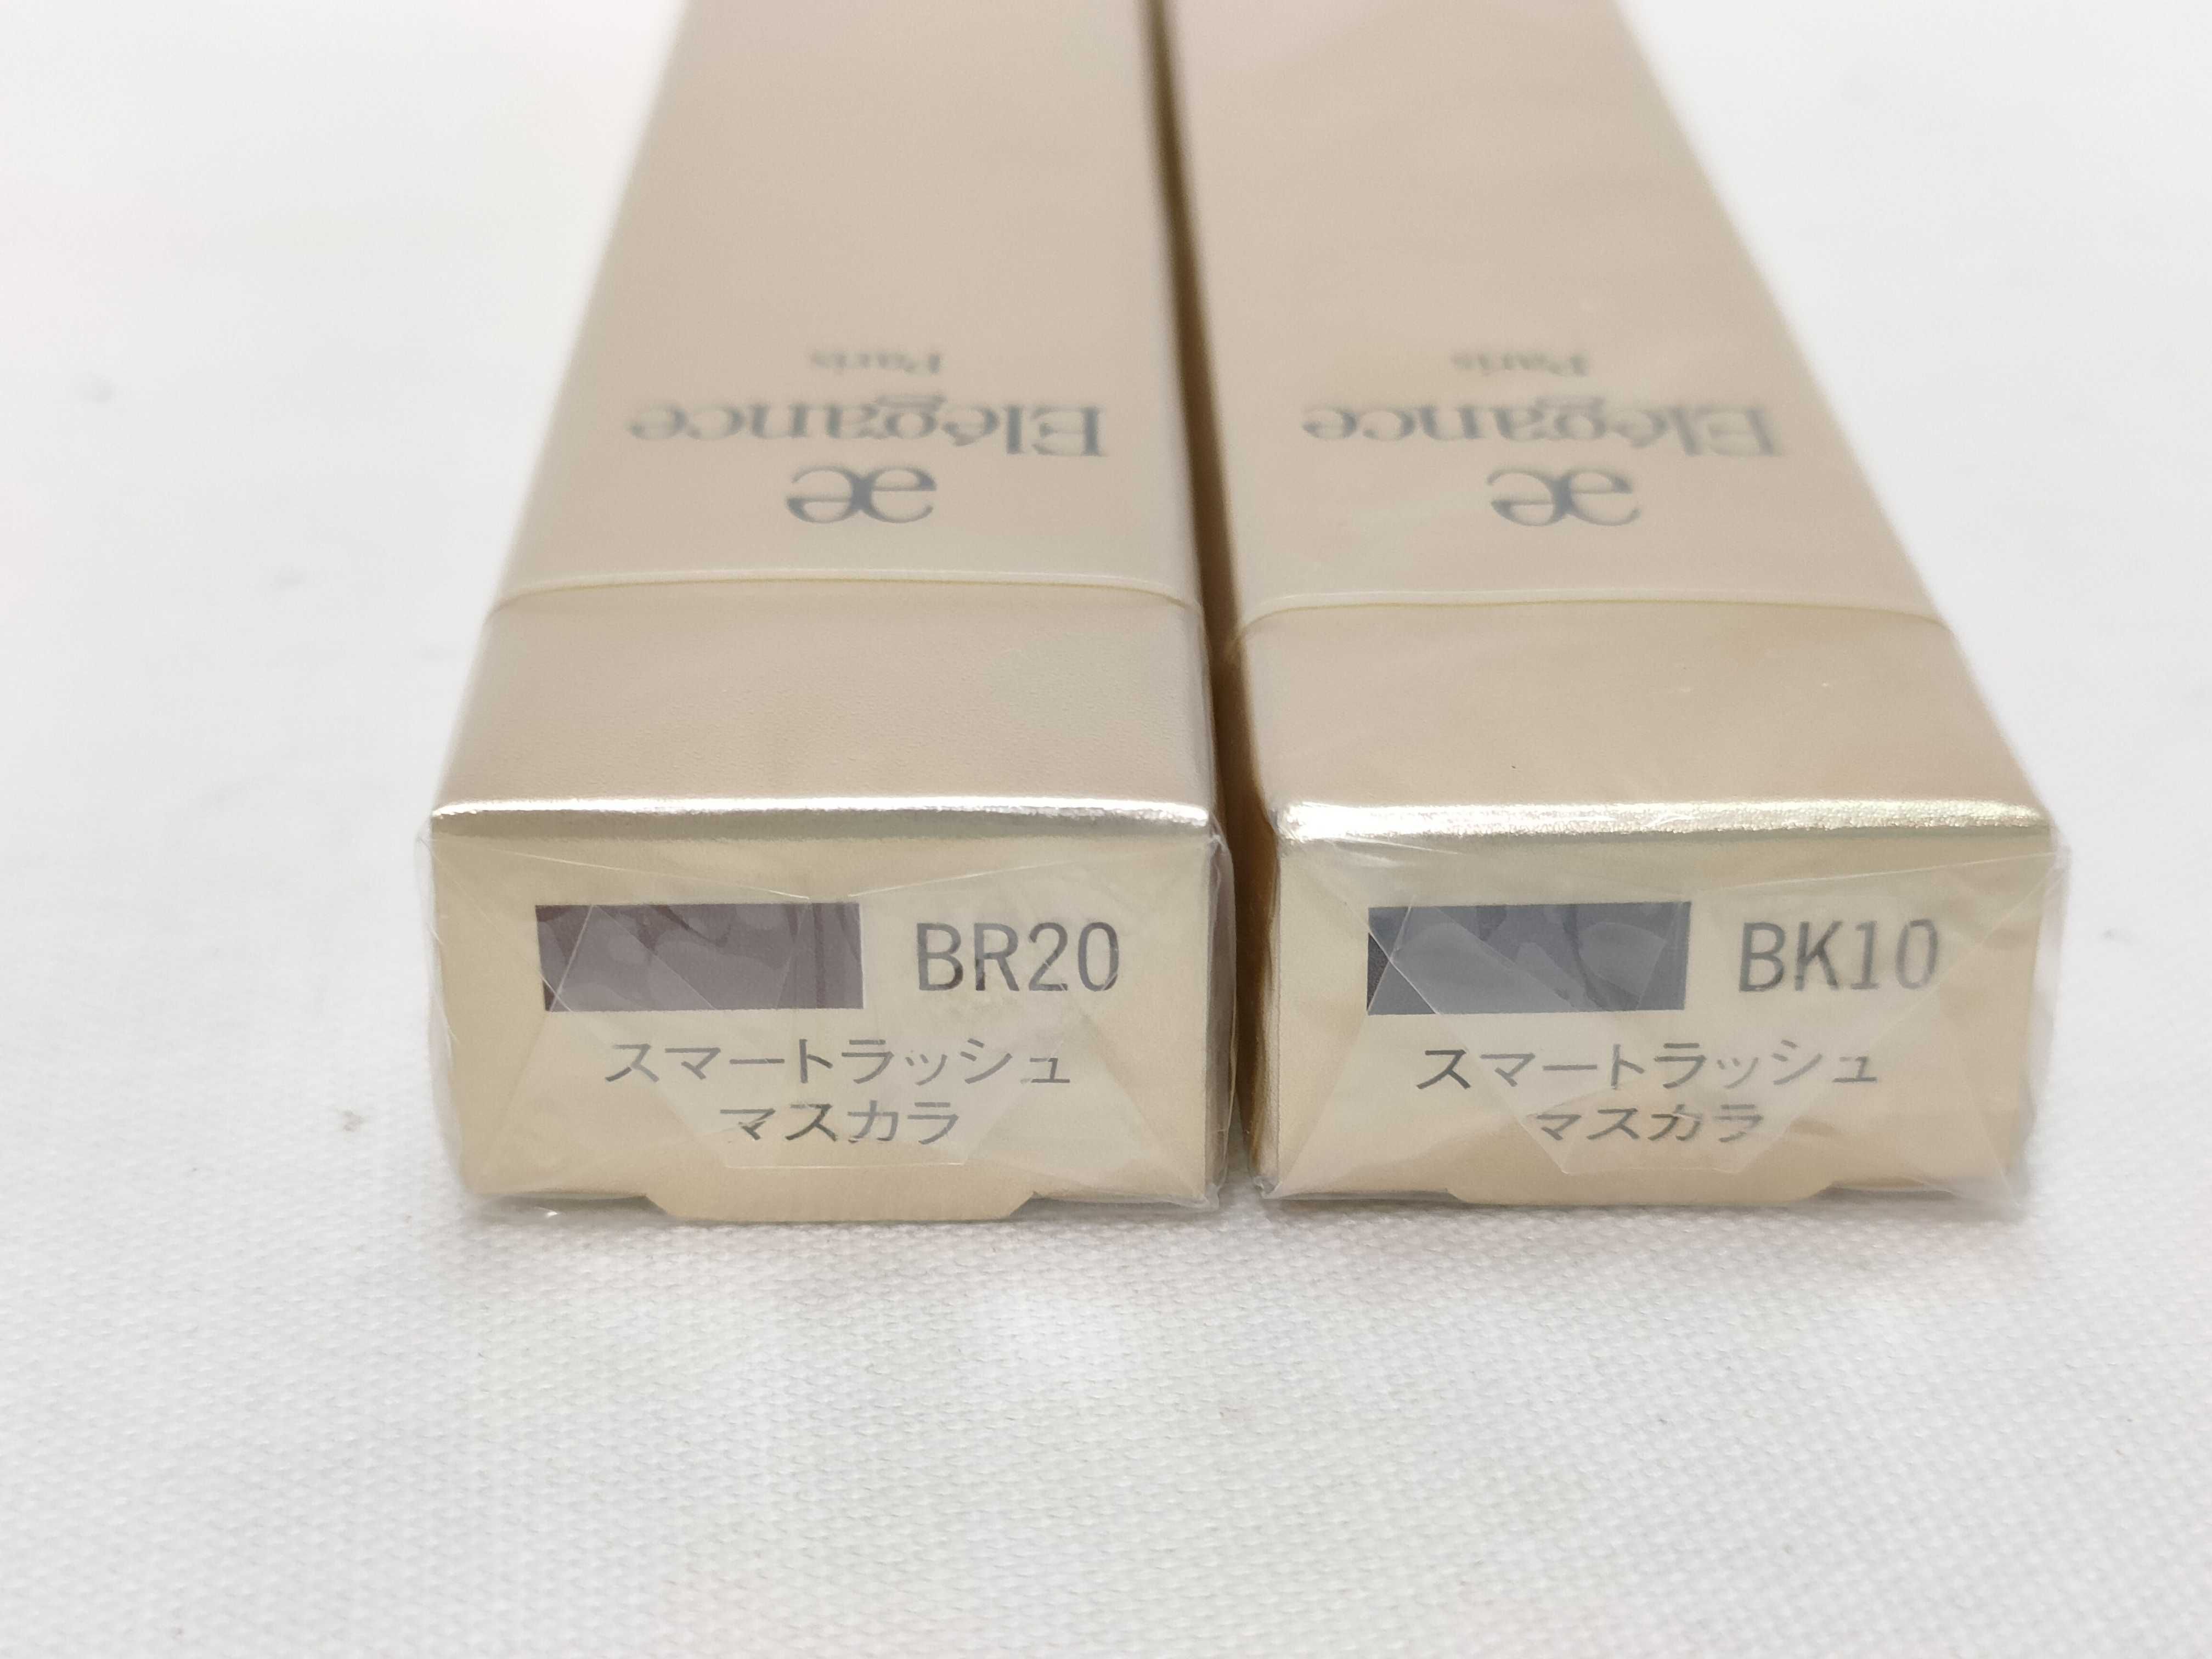 æ
Elégance
Paris
BR20
スマートラッシュ
マスカラ
æ
Elégance
Paris
BK10
スマートラッシュ
マスカラ